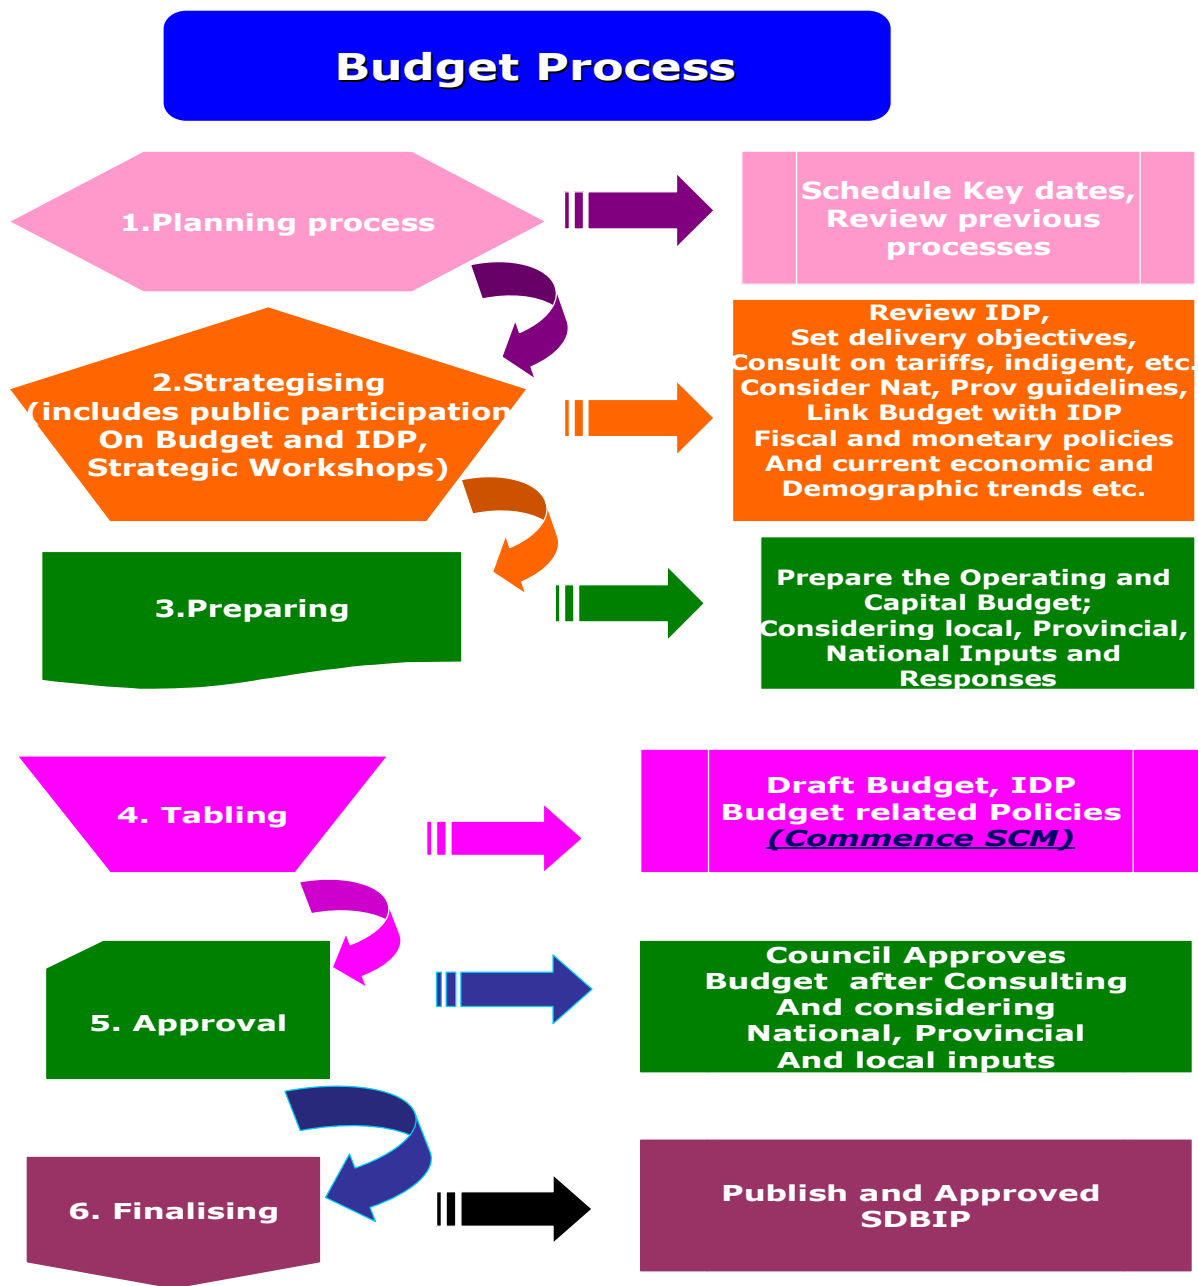 Budget Process
1.Planning process
Schedule Key dates,
Review previous
processes
2.Strategising
(includes public participation
On Budget and IDP,
Strategic Workshops)
Review IDP,
Set delivery objectives,
Consult on tariffs, indigent, etc.
Consider Nat, Prov guidelines,
Link Budget with IDP
Fiscal and monetary policies
And current economic and
Demographic trends etc.
3.Preparing
Prepare the Operating and
Capital Budget;
Considering local, Provincial,
National Inputs and
Responses
4. Tabling
Draft Budget, IDP
Budget related Policies
(Commence SCM)
5. Approval
Council Approves
Budget after Consulting
And considering
National, Provincial
And local inputs
6. Finalising
Publish and Approved
SDBIP